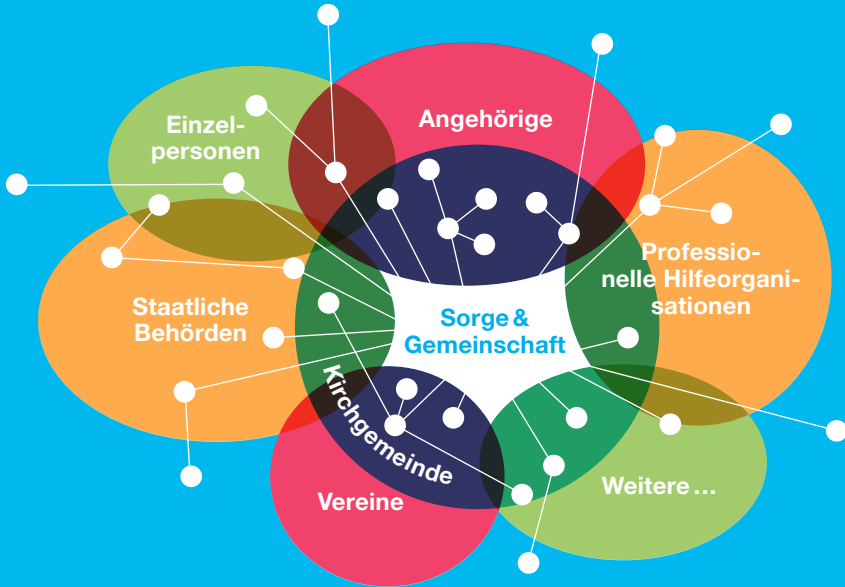 Einzel-
personen
Angehörige
Professio-
nelle Hilfeorgani-
sationen
Staatliche
Behörden
Sorge &
Gemeinschaft
Kirchgemeinde
Vereine
Weitere ...